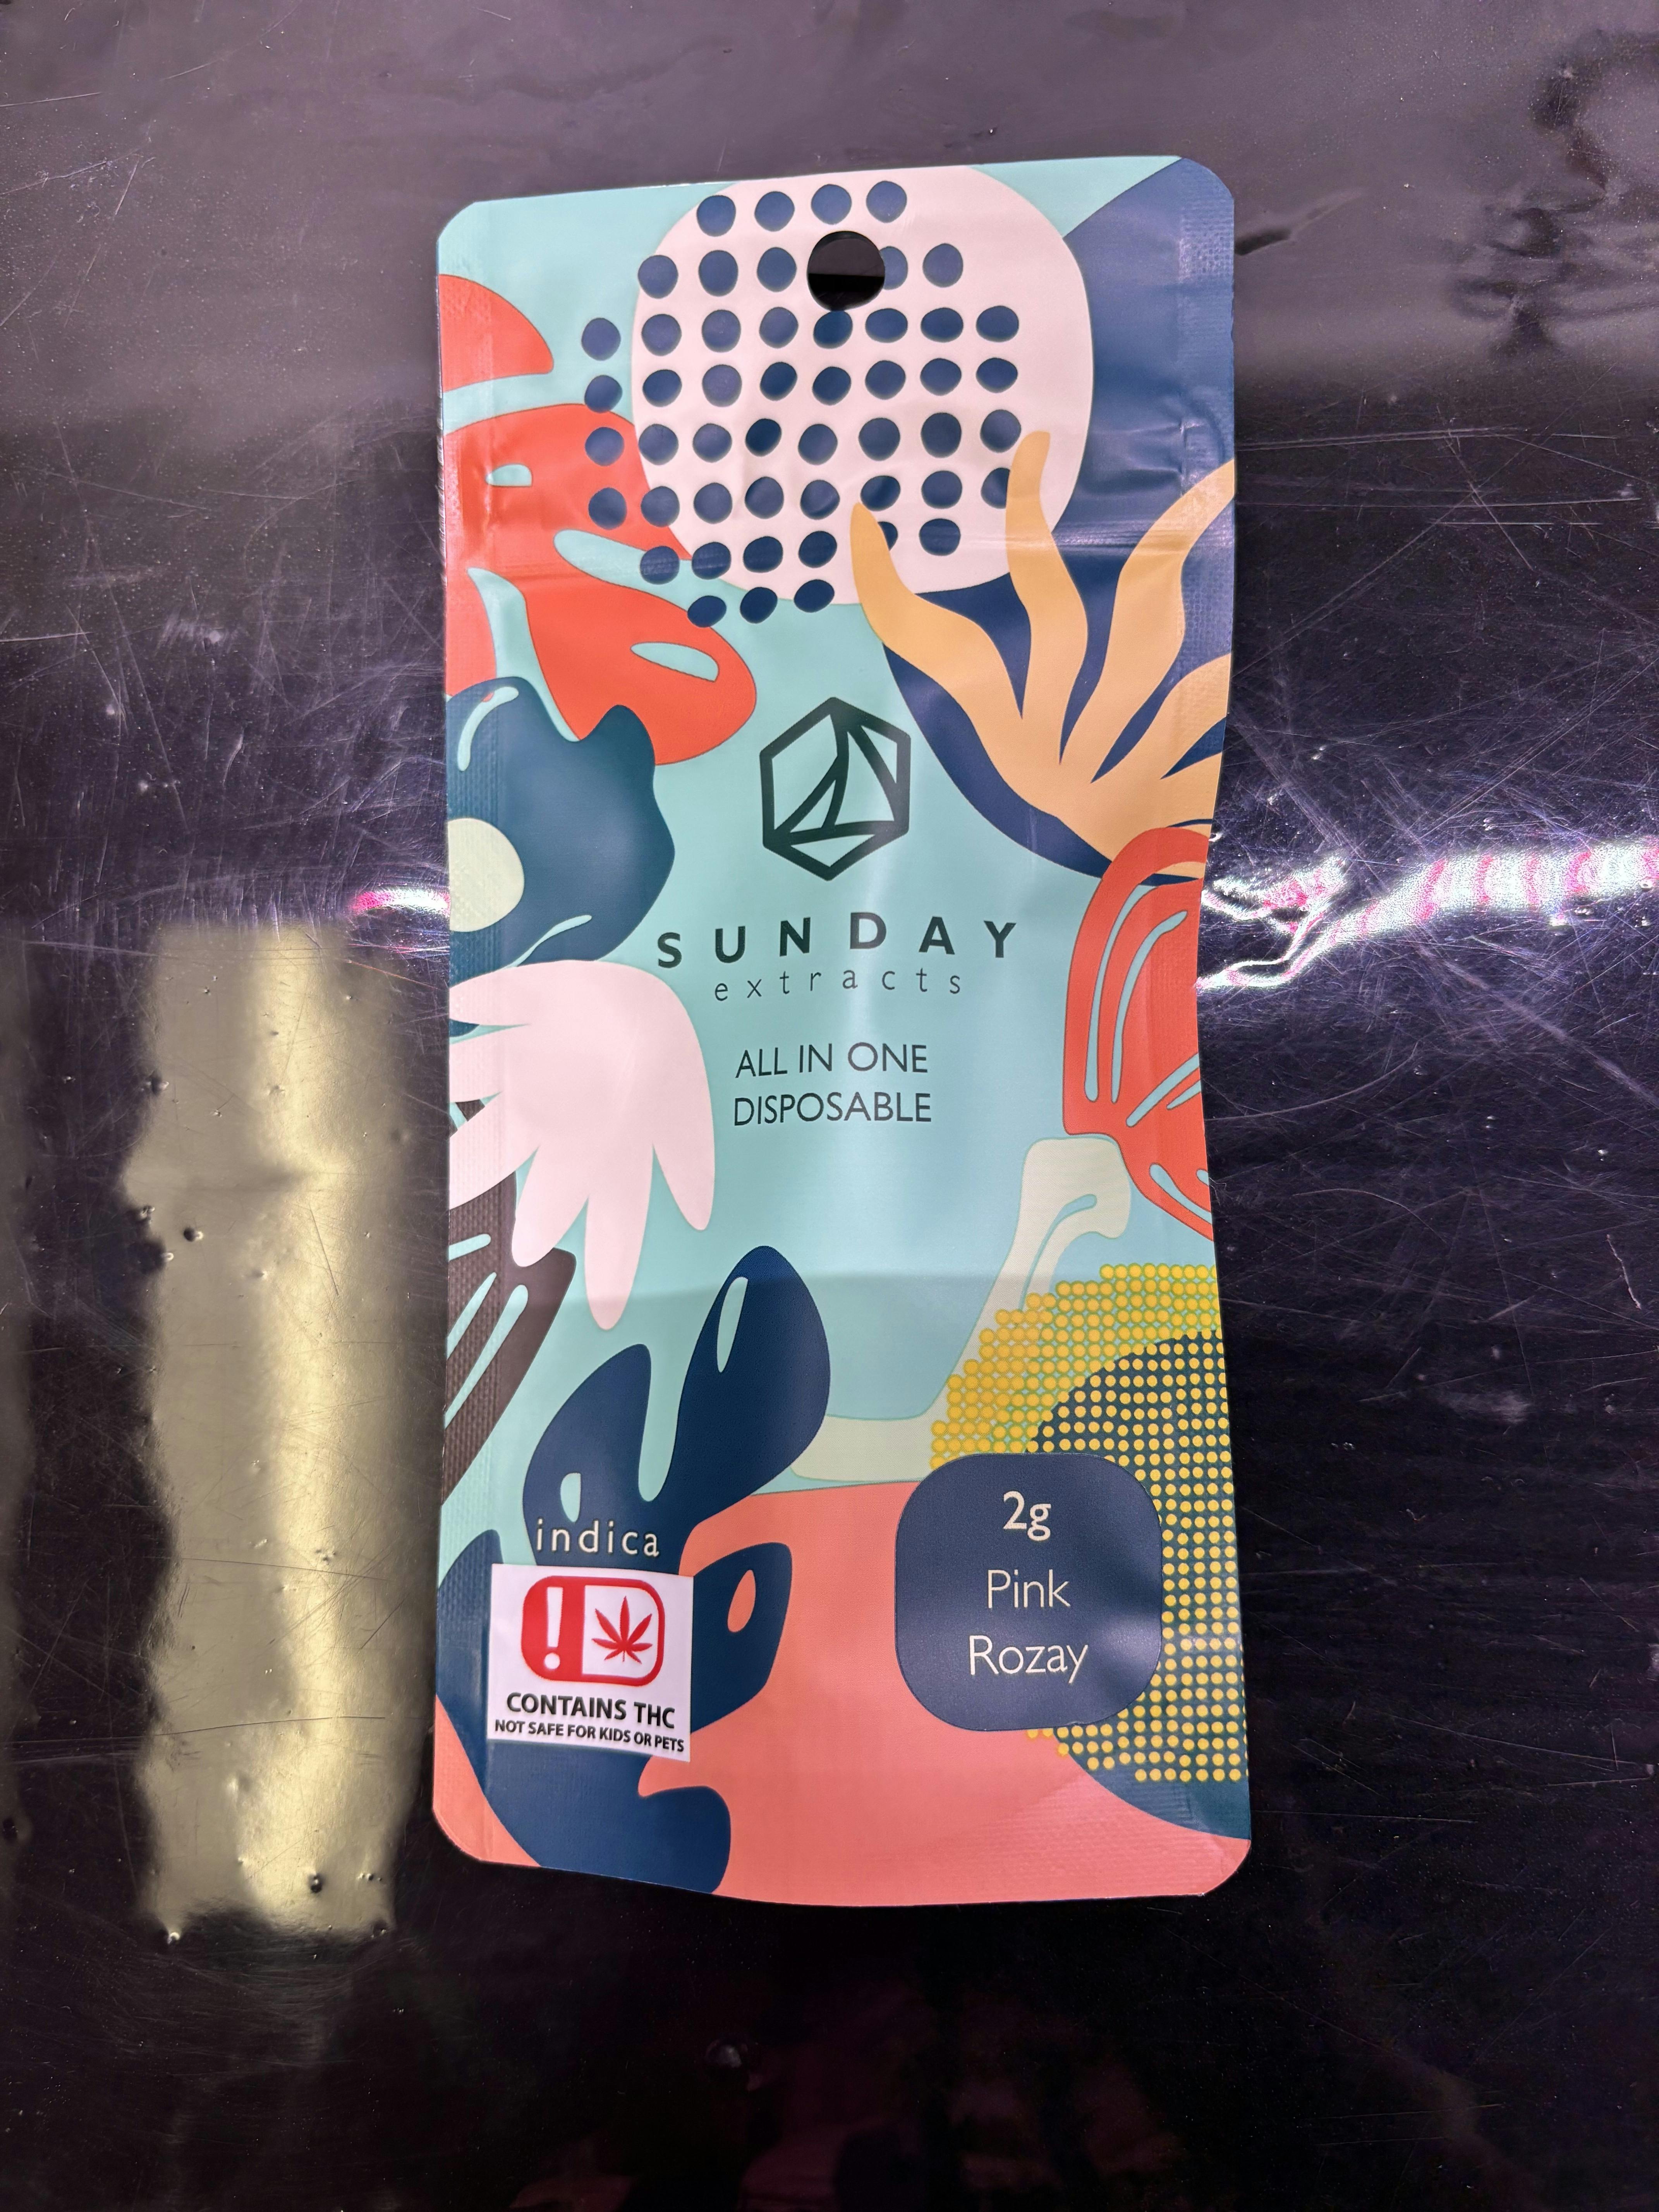 SUNDAY
extracts
ALL IN ONE
DISPOSABLE
indica
CONTAINS THC
NOT SAFE FOR KIDS OR PETS
2g
Pink
Rozay